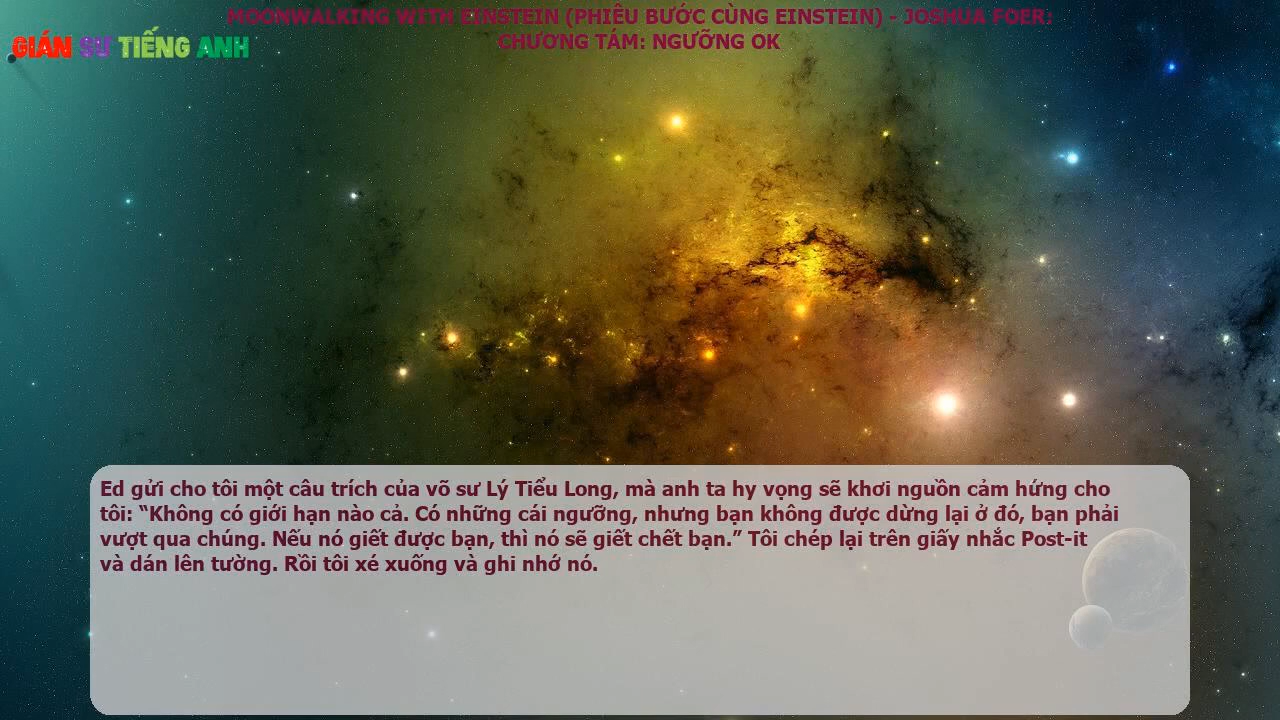 MOONWALKING WITH EINSTEIN (PHIÊU BƯỚC CÙNG EINSTEIN) - JOSHUA FOER:
CHƯƠNG TÁM: NGƯỠNG OK
GIÁN SƯ TIẾNG ANH
Ed gửi cho tôi một câu trích của võ sư Lý Tiểu Long, mà anh ta hy vọng sẽ khơi nguồn cảm hứng cho
tôi: “Không có giới hạn nào cả. Có những cái ngưỡng, nhưng bạn không được dừng lại ở đó, bạn phải
vượt qua chúng. Nếu nó giết được bạn, thì nó sẽ giết chết bạn.” Tôi chép lại trên giấy nhắc Post-it
và dán lên tường. Rồi tôi xé xuống và ghi nhớ nó.